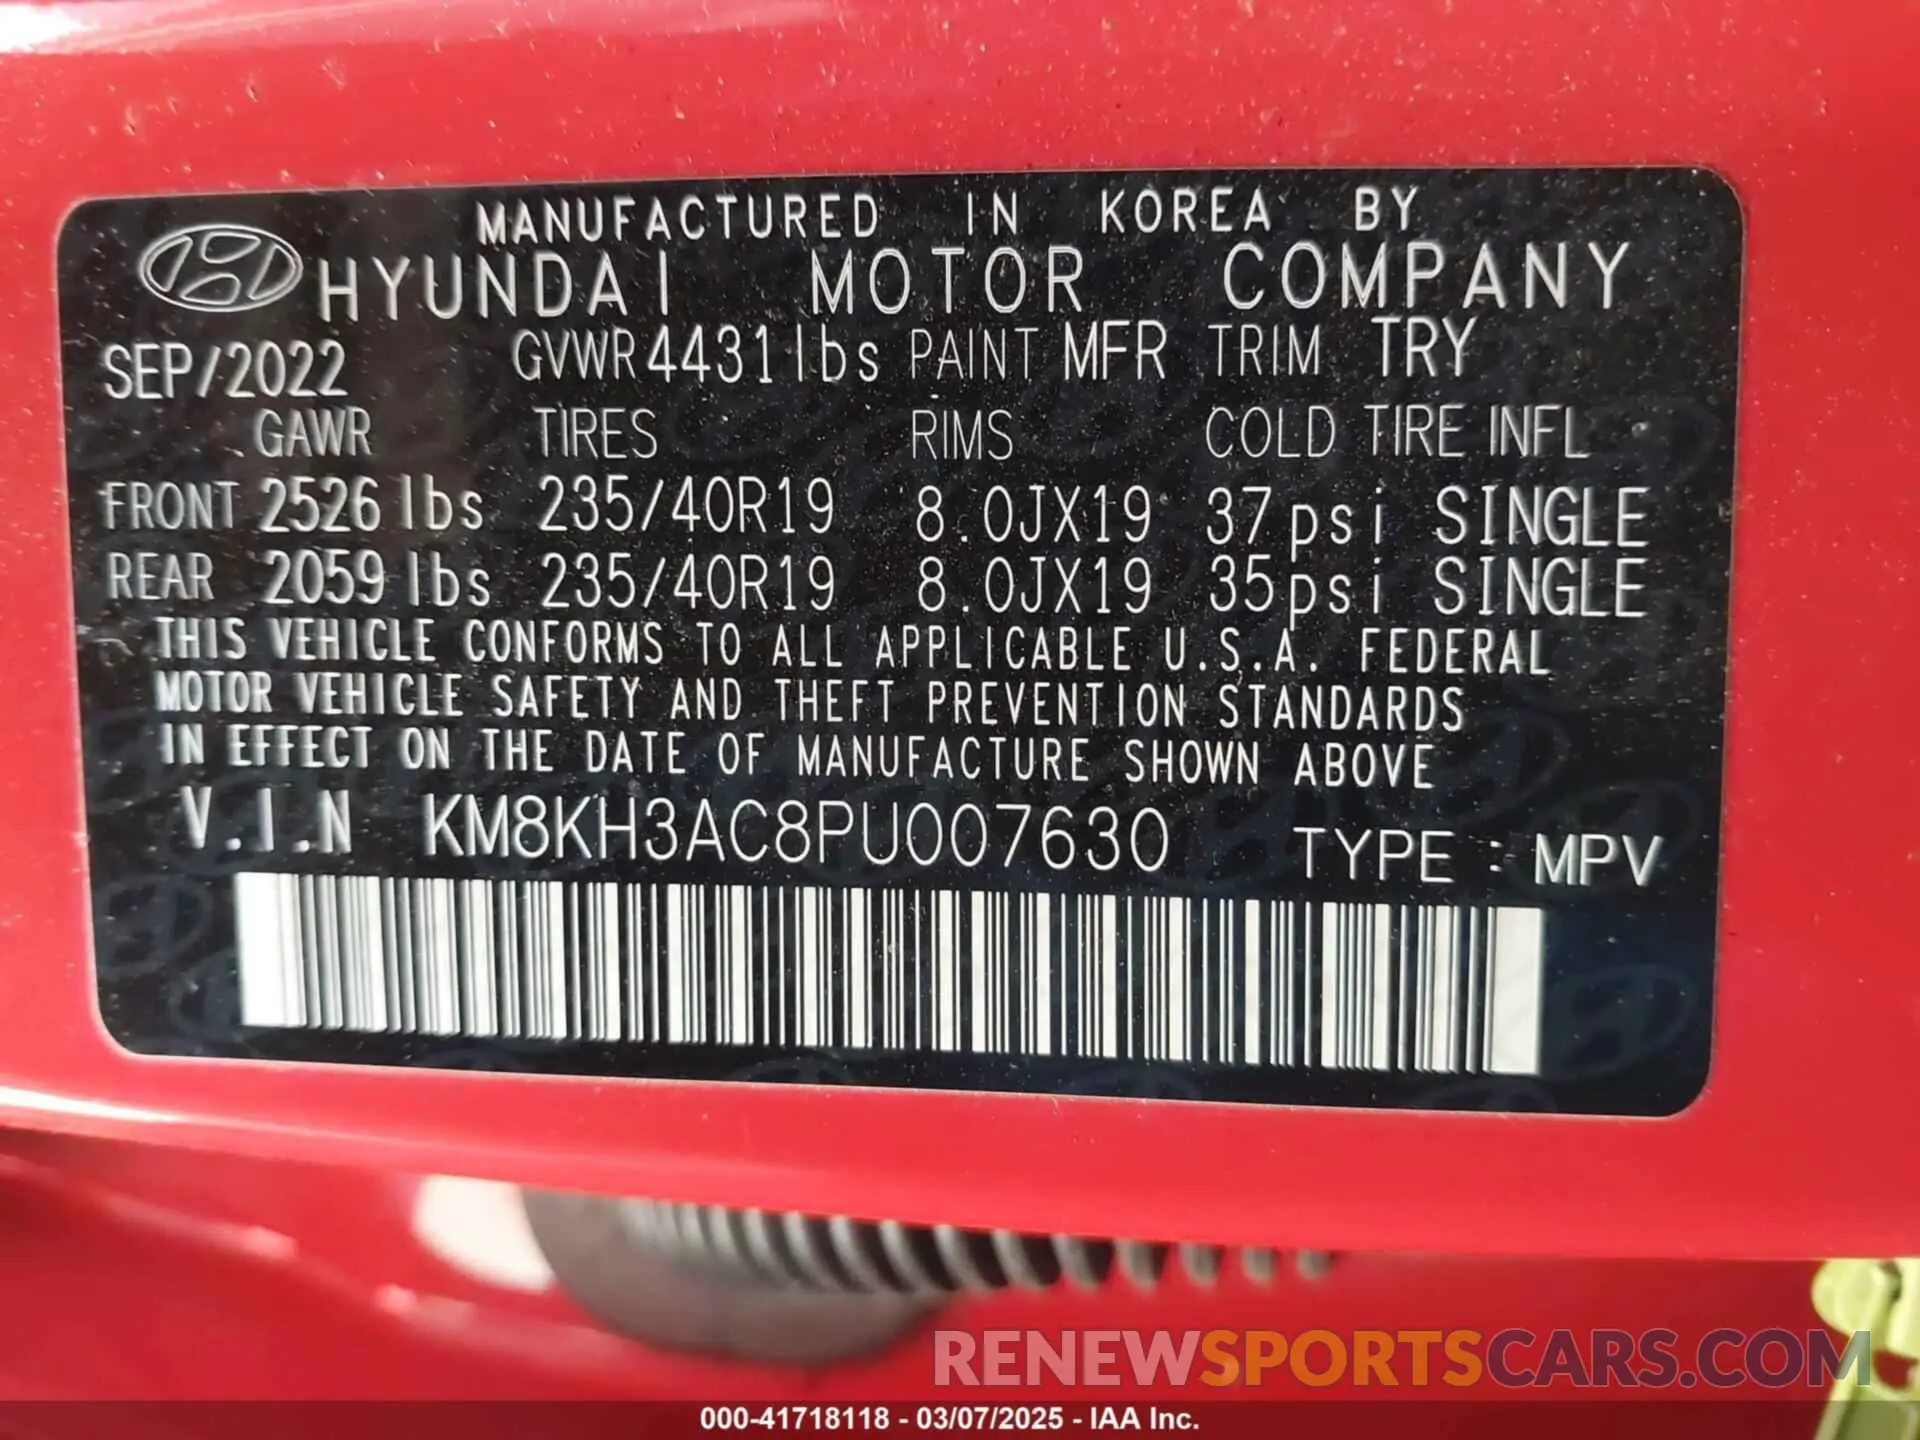 MANUFACTURED IN KOREA BY
HYUNDAI MOTOR COMPANY
SEP/2022 GVWR 4431 lbs PAINT MFR TRIM TRY
GAWR TIRES RIMS COLD TIRE INFL
FRONT 2526 lbs 235/40R19 8.0JX19 37psi SINGLE
REAR 2059 lbs 235/40R19 8.0JX19 35psi SINGLE
THIS VEHICLE CONFORMS TO ALL APPLICABLE U.S.A. FEDERAL
MOTOR VEHICLE SAFETY AND THEFT PREVENTION STANDARDS
IN EFFECT ON THE DATE OF MANUFACTURE SHOWN ABOVE
V.I.N KM8KH3AC8PU007630 TYPE : MPV
RENEWSPORTSCARS.COM
000-41718118 - 03/07/2025 - IAA Inc.